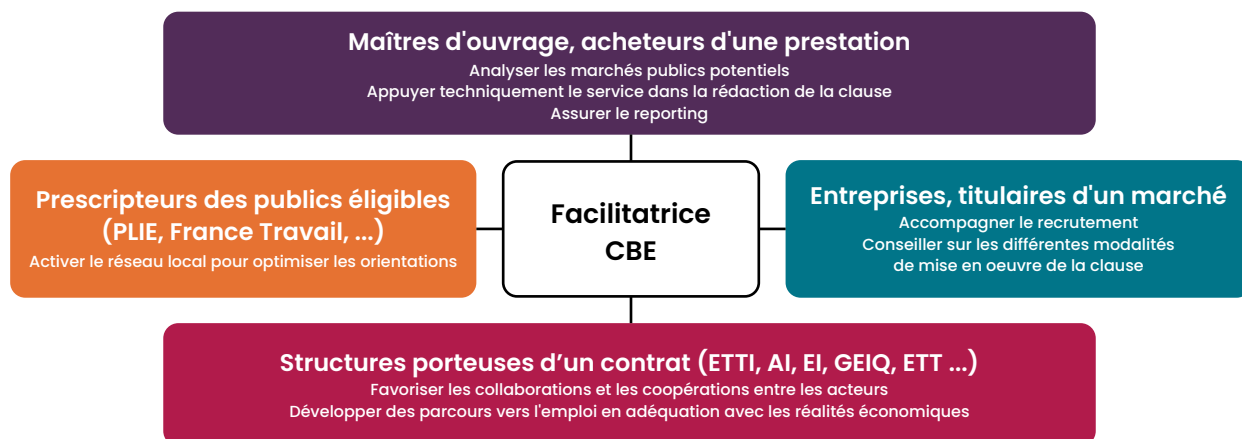 Maîtres d'ouvrage, acheteurs d'une prestation
Analyser les marchés publics potentiels
Appuyer techniquement le service dans la rédaction de la clause
Assurer le reporting
Prescripteurs des publics éligibles
(PLIE, France Travail, ...)
Activer le réseau local pour optimiser les orientations
Facilitatrice
CBE
Entreprises, titulaires d'un marché
Accompagner le recrutement
Conseiller sur les différentes modalités
de mise en oeuvre de la clause
Structures porteuses d’un contrat (ETTI, AI, EI, GEIQ, ETT ...)
Favoriser les collaborations et les coopérations entre les acteurs
Développer des parcours vers l'emploi en adéquation avec les réalités économiques